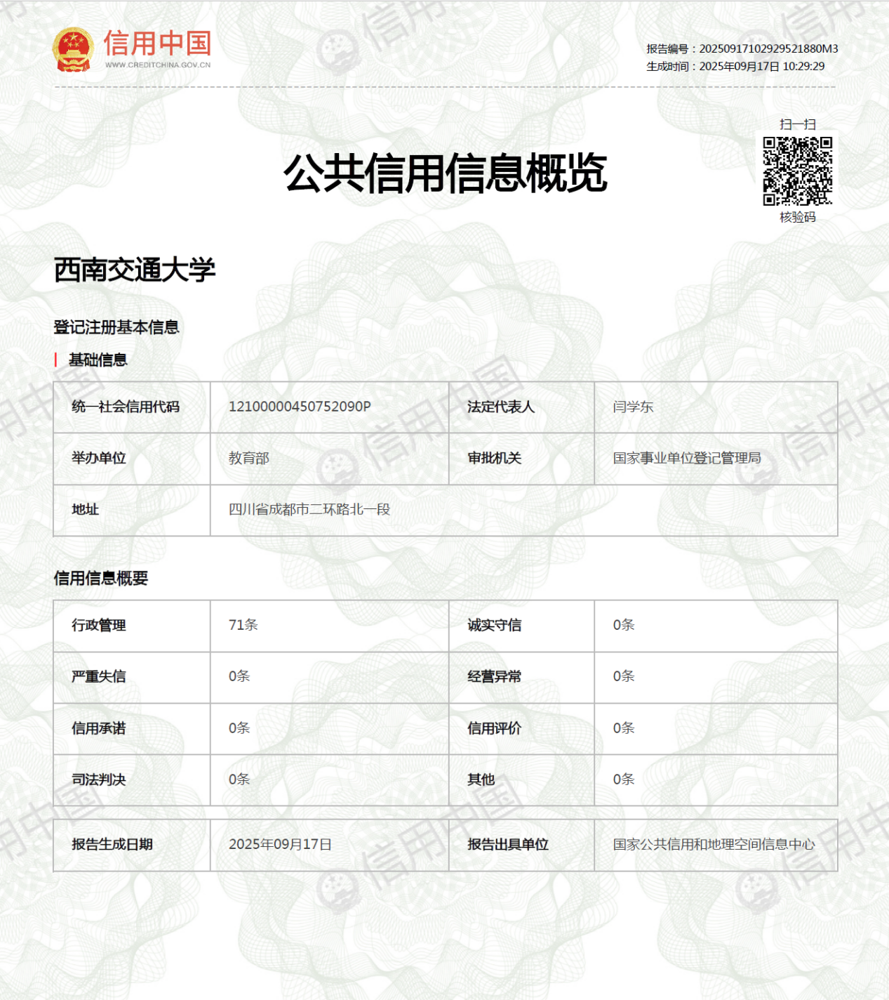 信用中国
WWW.CREDITCHINA.GOV.CN
报告编号：2025091710292952​1880M3
生成时间：2025年09月17日 10:29:29
扫一扫
核验码
公共信用信息概览
西南交通大学
登记注册基本信息
基础信息
统一社会信用代码 12100000450752090P 法定代表人 闫学东
举办单位 教育部 审批机关 国家事业单位登记管理局
地址 四川省成都市二环路北一段
信用信息概要
行政管理 71条 诚实守信 0条
严重失信 0条 经营异常 0条
信用承诺 0条 信用评价 0条
司法判决 0条 其他 0条
报告生成日期 2025年09月17日 报告出具单位 国家公共信用和地理空间信息中心